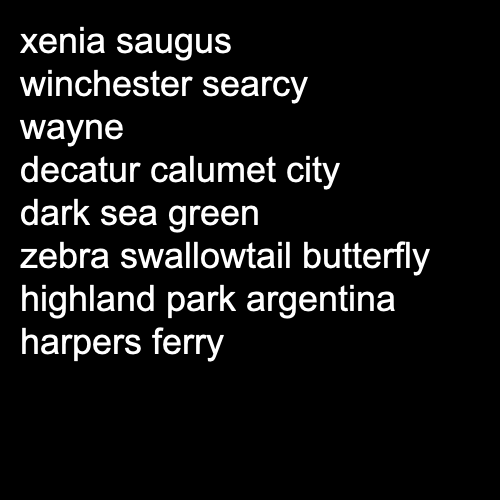 xenia saugus
winchester searcy
wayne
decatur calumet city
dark sea green
zebra swallowtail butterfly
highland park argentina
harpers ferry